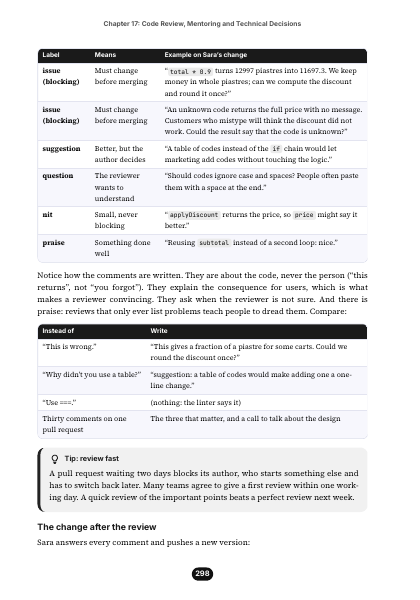 Chapter 17: Code Review, Mentoring and Technical Decisions
Label Means Example on Sara's change
issue (blocking) Must change before merging "total * 0.9 turns 12997 piastres into 11697.3. We keep
money in whole piastres; can we compute the discount
and round it once?"
issue (blocking) Must change before merging "An unknown code returns the full price with no message.
Customers who mistype will think the discount did not
work. Could the result say that the code is unknown?"
suggestion Better, but the author decides "A table of codes instead of the if chain would let
marketing add codes without touching the logic."
question The reviewer wants to understand "Should codes ignore case and spaces? People often paste
them with a space at the end."
nit Small, never blocking "applyDiscount returns the price, so price might say it
better."
praise Something done well "Reusing subtotal instead of a second loop: nice."
Notice how the comments are written. They are about the code, never the person ("this
returns", not "you forgot"). They explain the consequence for users, which is what
makes a reviewer convincing. They ask when the reviewer is not sure. And there is
praise: reviews that only ever list problems teach people to dread them. Compare:
Instead of Write
"This is wrong." "This gives a fraction of a piastre for some carts. Could we
round the discount once?"
"Why didn't you use a table?" "suggestion: a table of codes would make adding one a one-
line change."
"Use ===." (nothing: the linter says it)
Thirty comments on one pull request The three that matter, and a call to talk about the design
Tip: review fast
A pull request waiting two days blocks its author, who starts something else and
has to switch back later. Many teams agree to give a first review within one work-
ing day. A quick review of the important points beats a perfect review next week.
The change after the review
Sara answers every comment and pushes a new version:
298